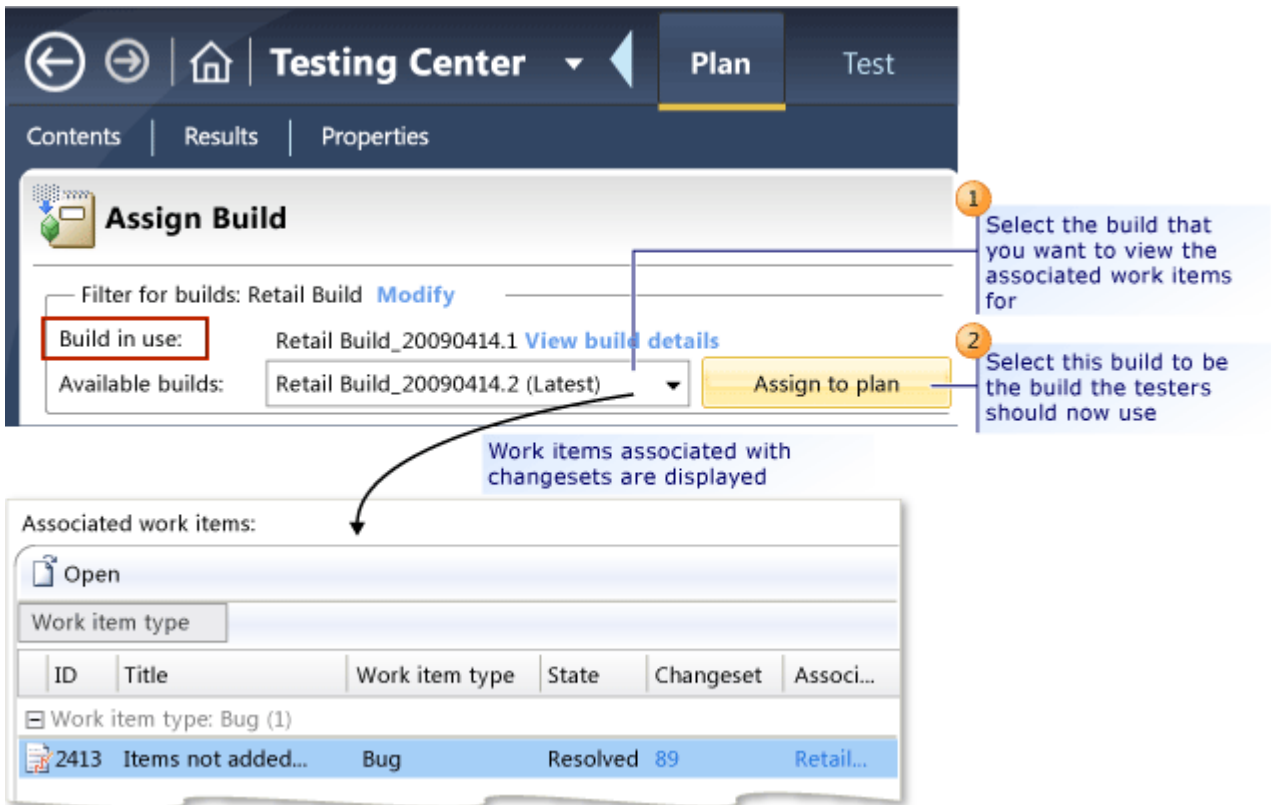 Testing Center
Plan
Test
Contents
Results
Properties
Assign Build
1
Select the build that
you want to view the
associated work items
for
Filter for builds: Retail Build Modify
Build in use:
Retail Build_20090414.1 View build details
Available builds:
Retail Build_20090414.2 (Latest)
Assign to plan
2
Select this build to be
the build the testers
should now use
Work items associated with
changesets are displayed
Associated work items:
Open
Work item type
ID Title Work item type State Changeset Associ...
Work item type: Bug (1)
2413 Items not added... Bug Resolved 89 Retail...